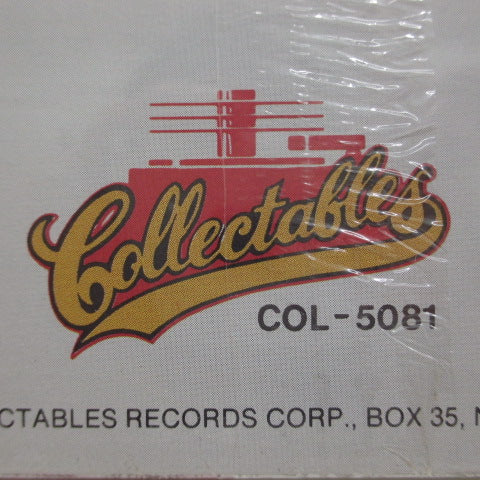 Collectables
COL-5081
CTABLES RECORDS CORP., BOX 35, N